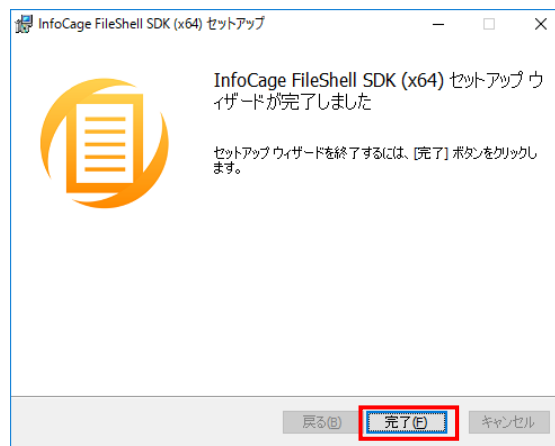 InfoCage FileShell SDK (x64) セットアップ
InfoCage FileShell SDK (x64) セットアップ ウ
ィザードが完了しました
セットアップ ウィザードを終了するには、[完了] ボタンをクリックし
ます。
戻る(B) 完了(F) キャンセル